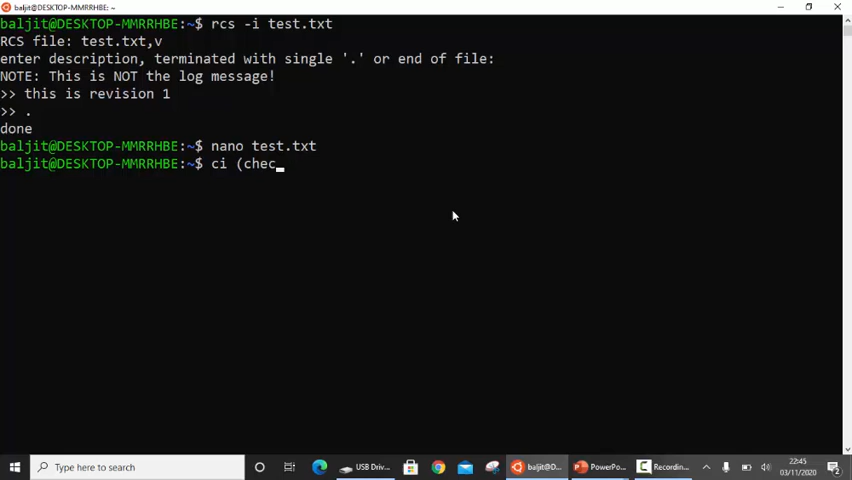 baljit@DESKTOP-MMRRHBE: ~
baljit@DESKTOP-MMRRHBE:~$ rcs -i test.txt
RCS file: test.txt,v
enter description, terminated with single '.' or end of file:
NOTE: This is NOT the log message!
>> this is revision 1
>> .
done
baljit@DESKTOP-MMRRHBE:~$ nano test.txt
baljit@DESKTOP-MMRRHBE:~$ ci (chec
Type here to search
USB Driv...
baljit@D...
PowerPo...
Recordin...
22:45
03/11/2020
2